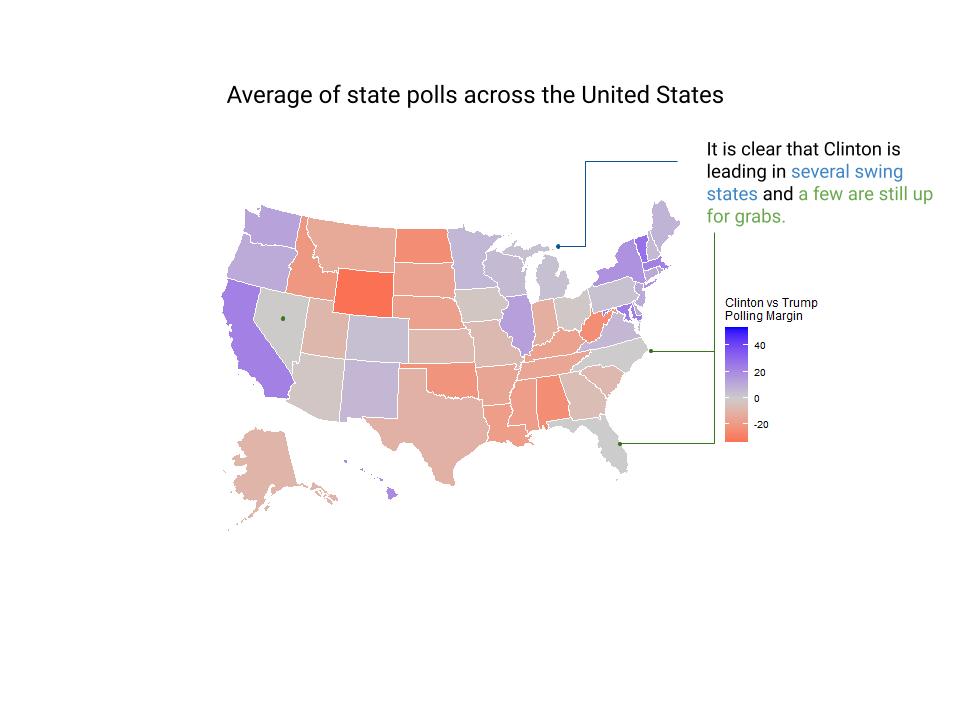 Average of state polls across the United States
It is clear that Clinton is
leading in several swing
states and a few are still up
for grabs.
Clinton vs Trump
Polling Margin
40
20
0
-20